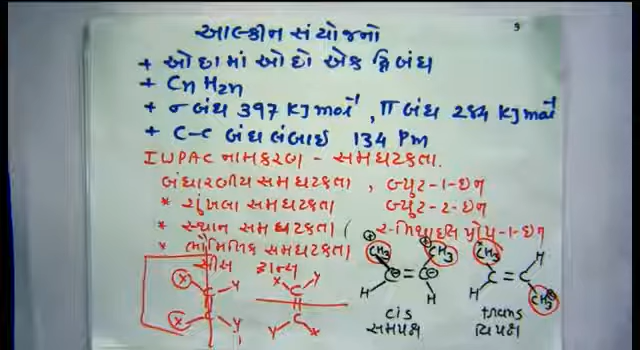 આલ્કીન સંયોજનો
+ ઓછામાં ઓછો એક દ્વિબંધ
+ CnH2n
+ σ બંધ 397 KJ mol-1, π બંધ 284 KJ mol-1
+ C-C બંધ લંબાઇ 134 Pm
IUPAC નામકરણ - સમઘટકતા.
બંધારણીય સમઘટકતા, બ્યુટ-1-ઇન
* શૃંખલા સમઘટકતા બ્યુટ-2-ઇન
* સ્થાન સમઘટકતા ( 2-મિથાઇલ પ્રોપ-1-ઇન
* ભૌમિતિક સમઘટકતા
સીસ ટ્રાન્સ
X C Y
X C Y
X C Y
Y C X
CH3 CH3
C = C
H H
cis
સમપક્ષ
CH3 H
C = C
H CH3
trans
વિપક્ષ